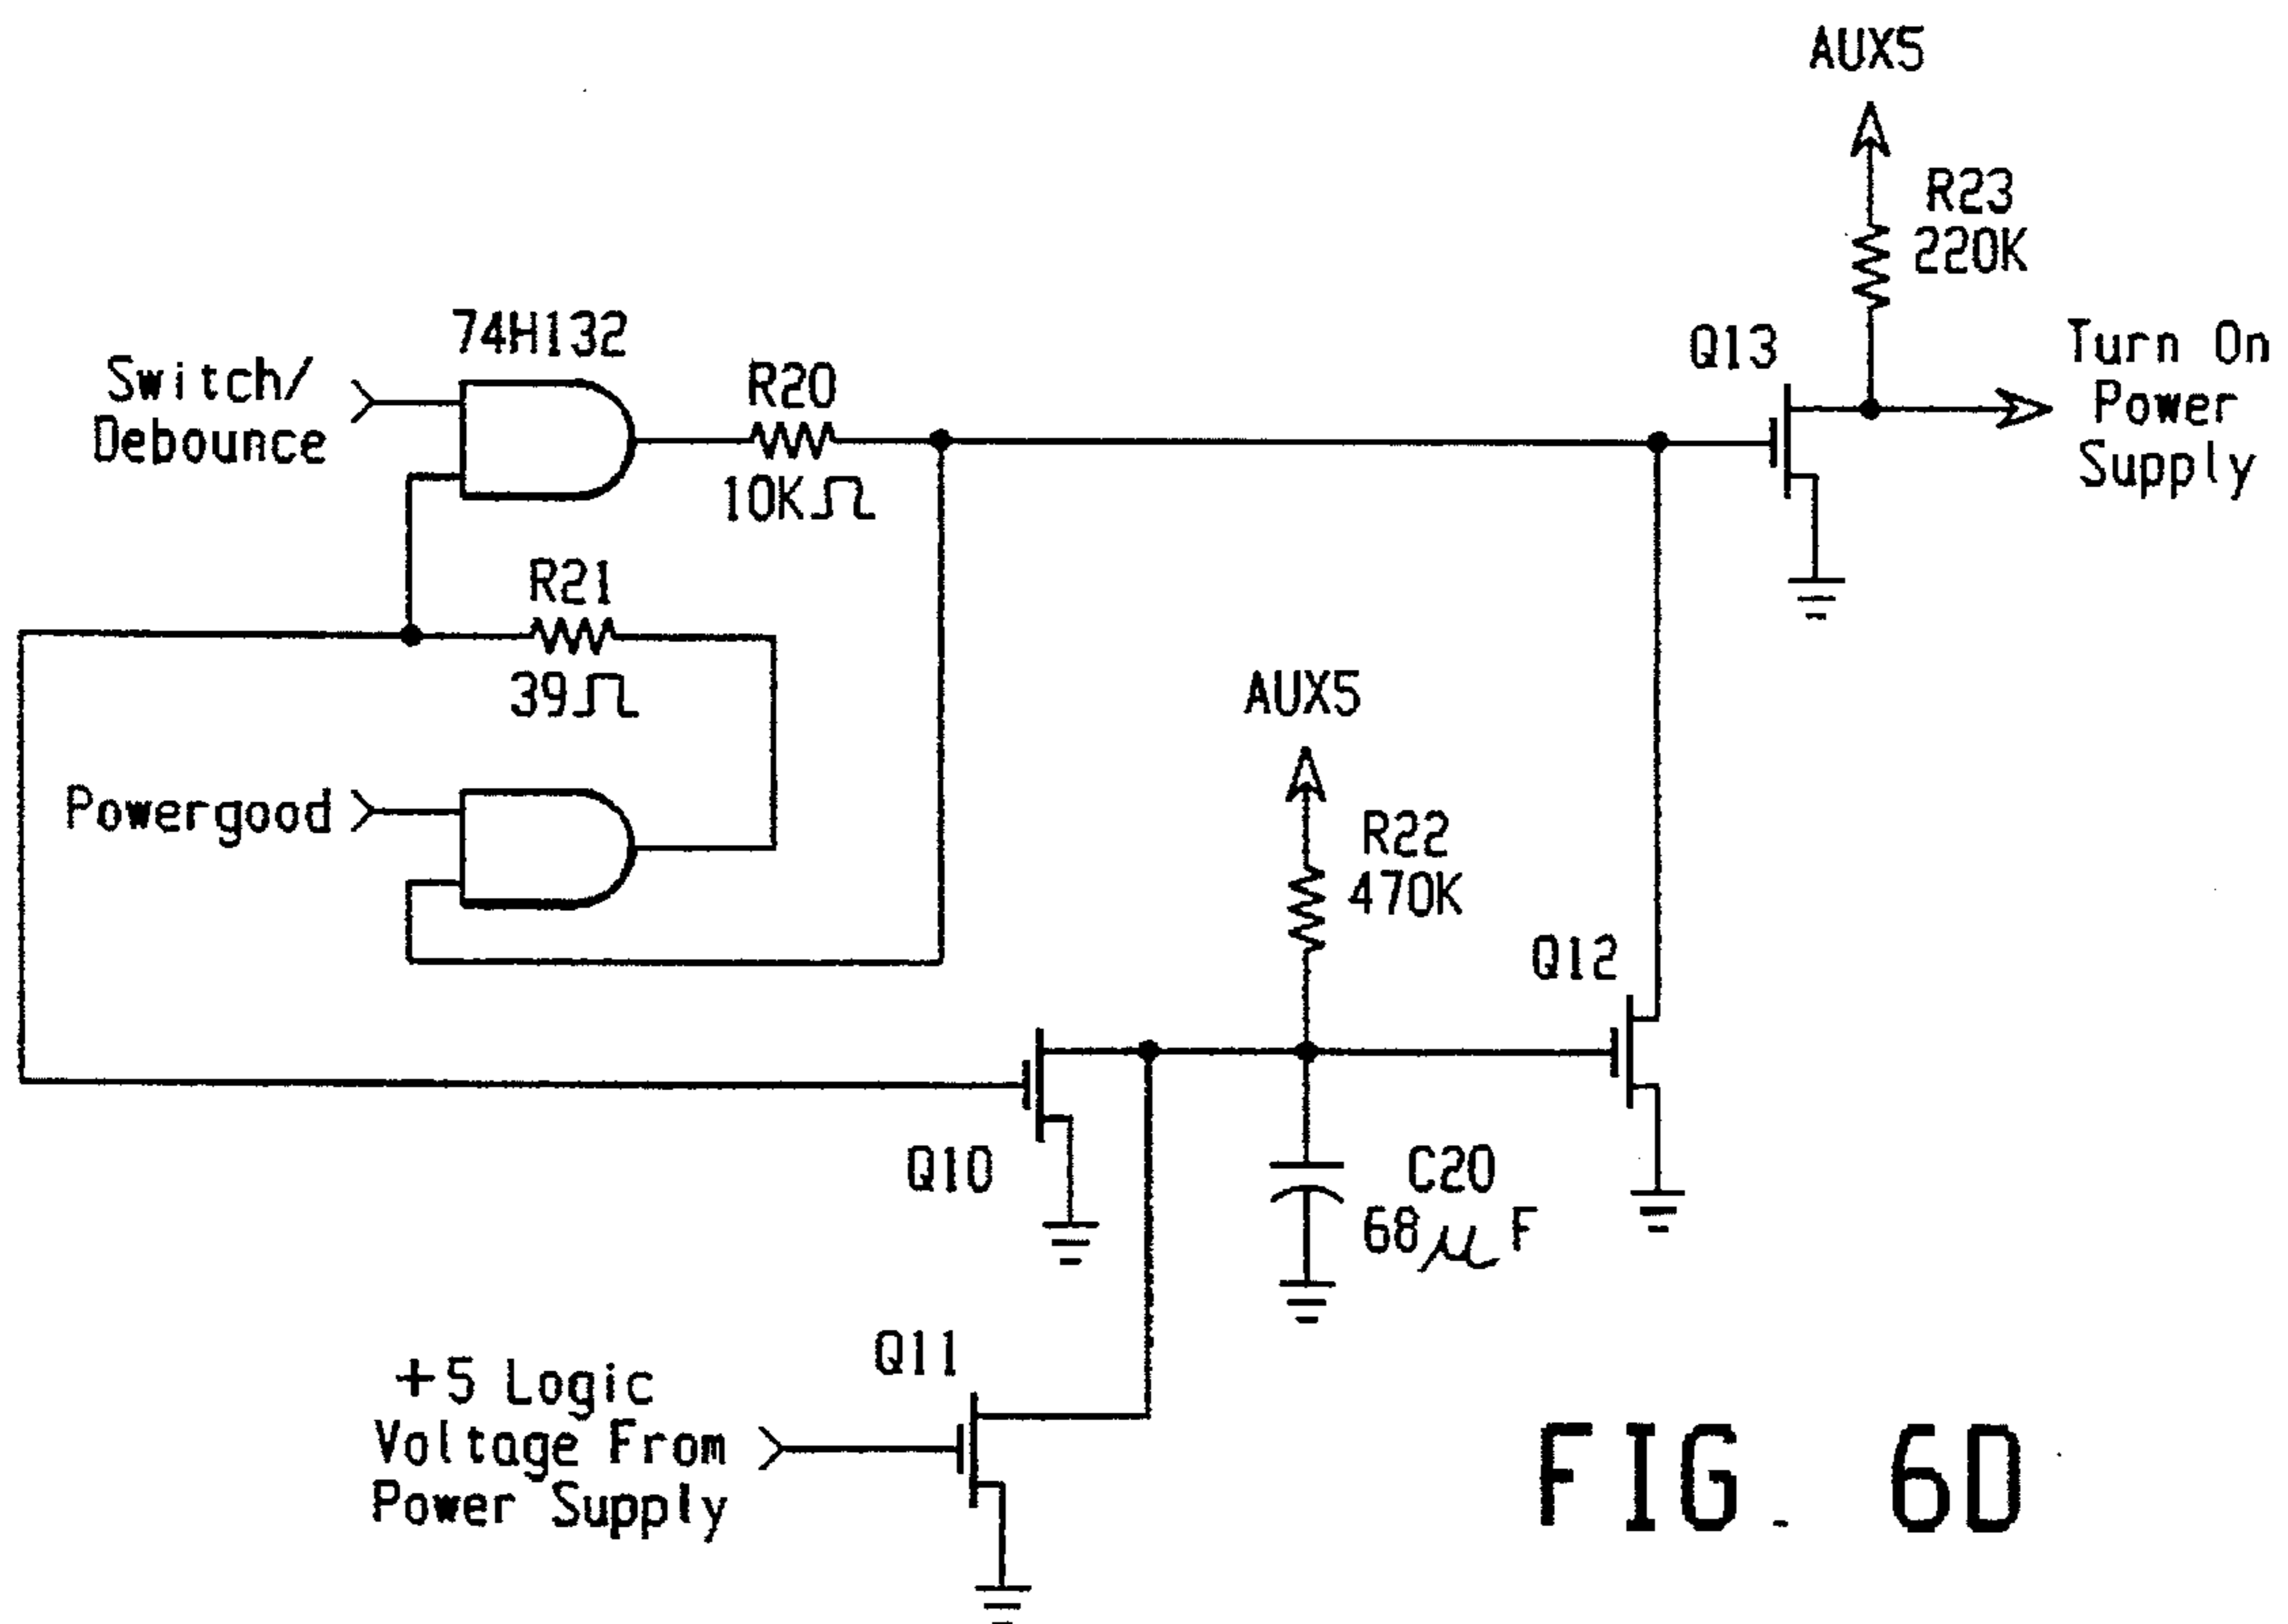 AUX5
R23
220K
Q13
Turn On
Power
Supply
74H132
Switch/
Debounce
R20
10KΩ
R21
39Ω
AUX5
Powergood
R22
470K
Q12
Q10
C20
68μF
Q11
+5 Logic
Voltage From
Power Supply
FIG. 6D